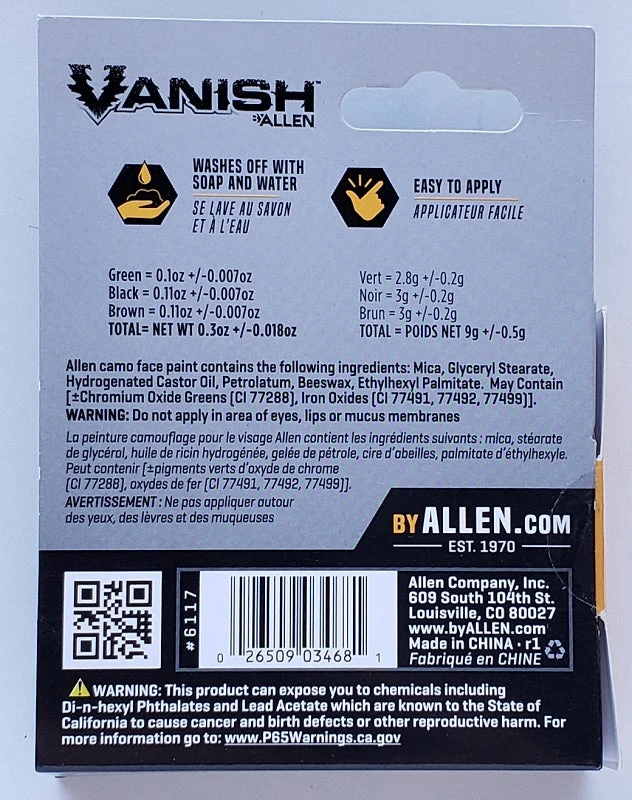 VANISH™
BY ALLEN
WASHES OFF WITH
SOAP AND WATER
SE LAVE AU SAVON
ET À L'EAU
EASY TO APPLY
APPLICATEUR FACILE
Green = 0.1oz +/-0.007oz
Black = 0.11oz +/-0.007oz
Brown = 0.11oz +/-0.007oz
TOTAL= NET WT 0.3oz +/-0.018oz
Vert = 2.8g +/-0.2g
Noir = 3g +/-0.2g
Brun = 3g +/-0.2g
TOTAL = POIDS NET 9g +/-0.5g
Allen camo face paint contains the following ingredients: Mica, Glyceryl Stearate,
Hydrogenated Castor Oil, Petrolatum, Beeswax, Ethylhexyl Palmitate. May Contain
[±Chromium Oxide Greens (CI 77288), Iron Oxides (CI 77491, 77492, 77499)].
WARNING: Do not apply in area of eyes, lips or mucus membranes
La peinture camouflage pour le visage Allen contient les ingrédients suivants : mica, stéarate
de glycérol, huile de ricin hydrogénée, gelée de pétrole, cire d'abeilles, palmitate d'éthylhexyle.
Peut contenir [±pigments verts d'oxyde de chrome
(CI 77288), oxydes de fer (CI 77491, 77492, 77499)].
AVERTISSEMENT : Ne pas appliquer autour
des yeux, des lèvres et des muqueuses
BY ALLEN.COM
EST. 1970
#6117
0 26509 03468 1
Allen Company, Inc.
609 South 104th St.
Louisville, CO 80027
www.byALLEN.com
Made in CHINA · r1
Fabriqué en CHINE
WARNING: This product can expose you to chemicals including
Di-n-hexyl Phthalates and Lead Acetate which are known to the State of
California to cause cancer and birth defects or other reproductive harm. For
more information go to: www.P65Warnings.ca.gov